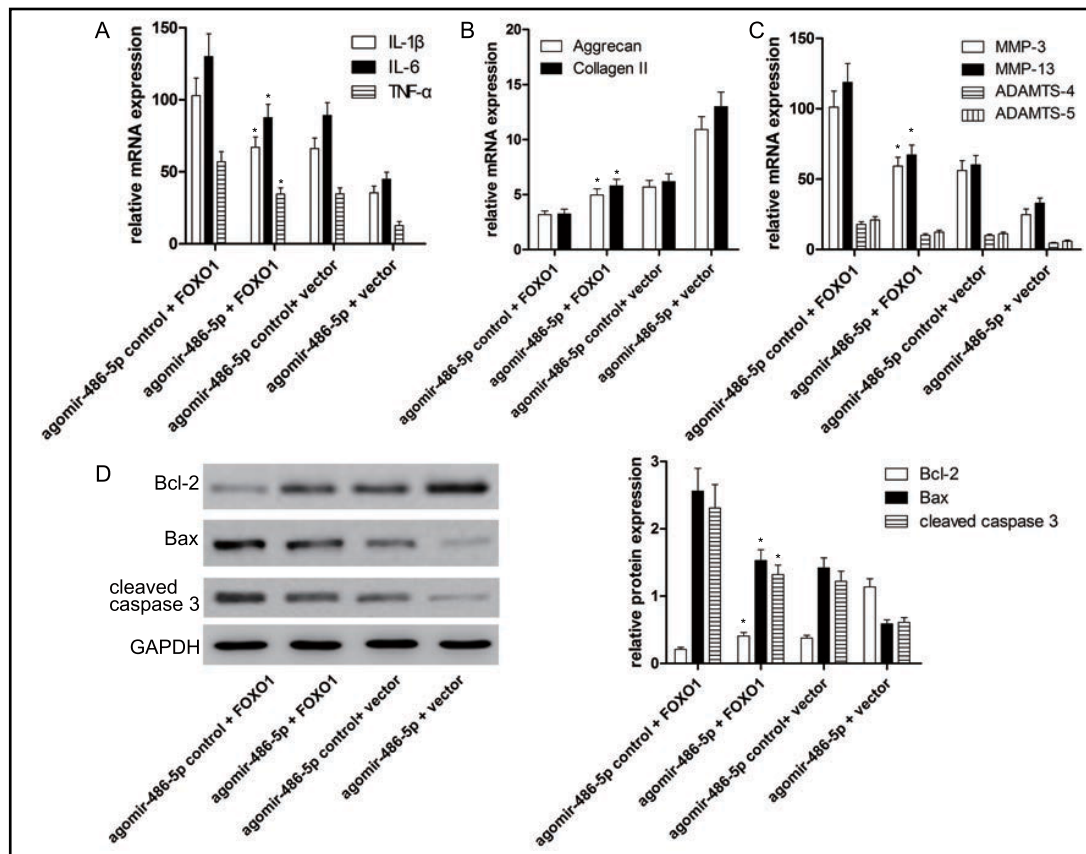 A
relative mRNA expression
150
100
50
0
IL-1β
IL-6
TNF-α
*
*
*
agomir-486-5p control + FOXO1
agomir-486-5p + FOXO1
agomir-486-5p control+ vector
agomir-486-5p + vector
B
relative mRNA expression
20
15
10
5
0
Aggrecan
Collagen II
*
*
agomir-486-5p control + FOXO1
agomir-486-5p + FOXO1
agomir-486-5p control+ vector
agomir-486-5p + vector
C
relative mRNA expression
150
100
50
0
MMP-3
MMP-13
ADAMTS-4
ADAMTS-5
*
*
agomir-486-5p control + FOXO1
agomir-486-5p + FOXO1
agomir-486-5p control+ vector
agomir-486-5p + vector
D
Bcl-2
Bax
cleaved
caspase 3
GAPDH
agomir-486-5p control + FOXO1
agomir-486-5p + FOXO1
agomir-486-5p control+ vector
agomir-486-5p + vector
relative protein expression
3
2
1
0
Bcl-2
Bax
cleaved caspase 3
*
*
*
agomir-486-5p control + FOXO1
agomir-486-5p + FOXO1
agomir-486-5p control+ vector
agomir-486-5p + vector